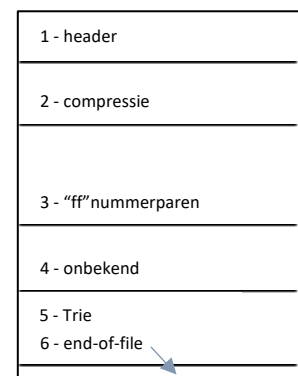 1 - header
2 - compressie
3 - “ff”nummerparen
4 - onbekend
5 - Trie
6 - end-of-file